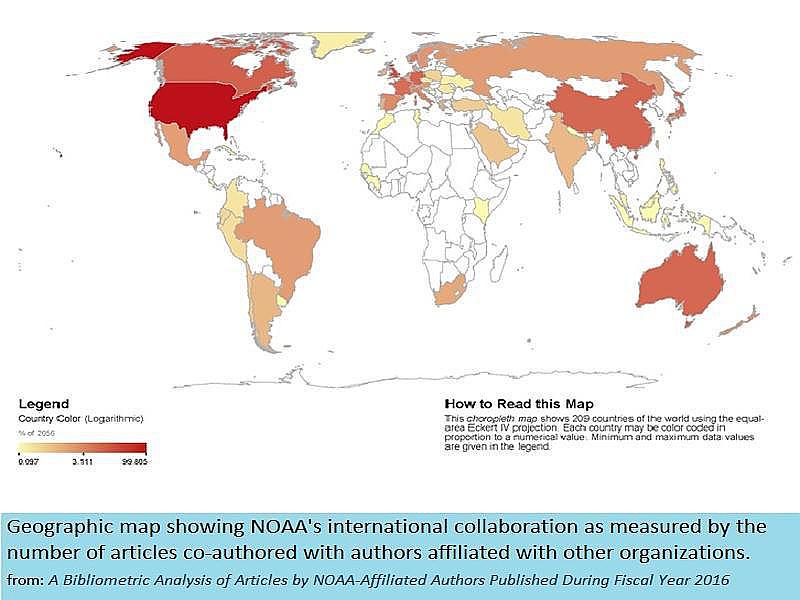 Legend
Country Color (Logarithmic)
% of 2056
0.097 3.111 99.805
How to Read this Map
This choropleth map shows 209 countries of the world using the equal-
area Eckert IV projection. Each country may be color coded in
proportion to a numerical value. Minimum and maximum data values
are given in the legend.
Geographic map showing NOAA's international collaboration as measured by the
number of articles co-authored with authors affiliated with other organizations.
from: A Bibliometric Analysis of Articles by NOAA-Affiliated Authors Published During Fiscal Year 2016